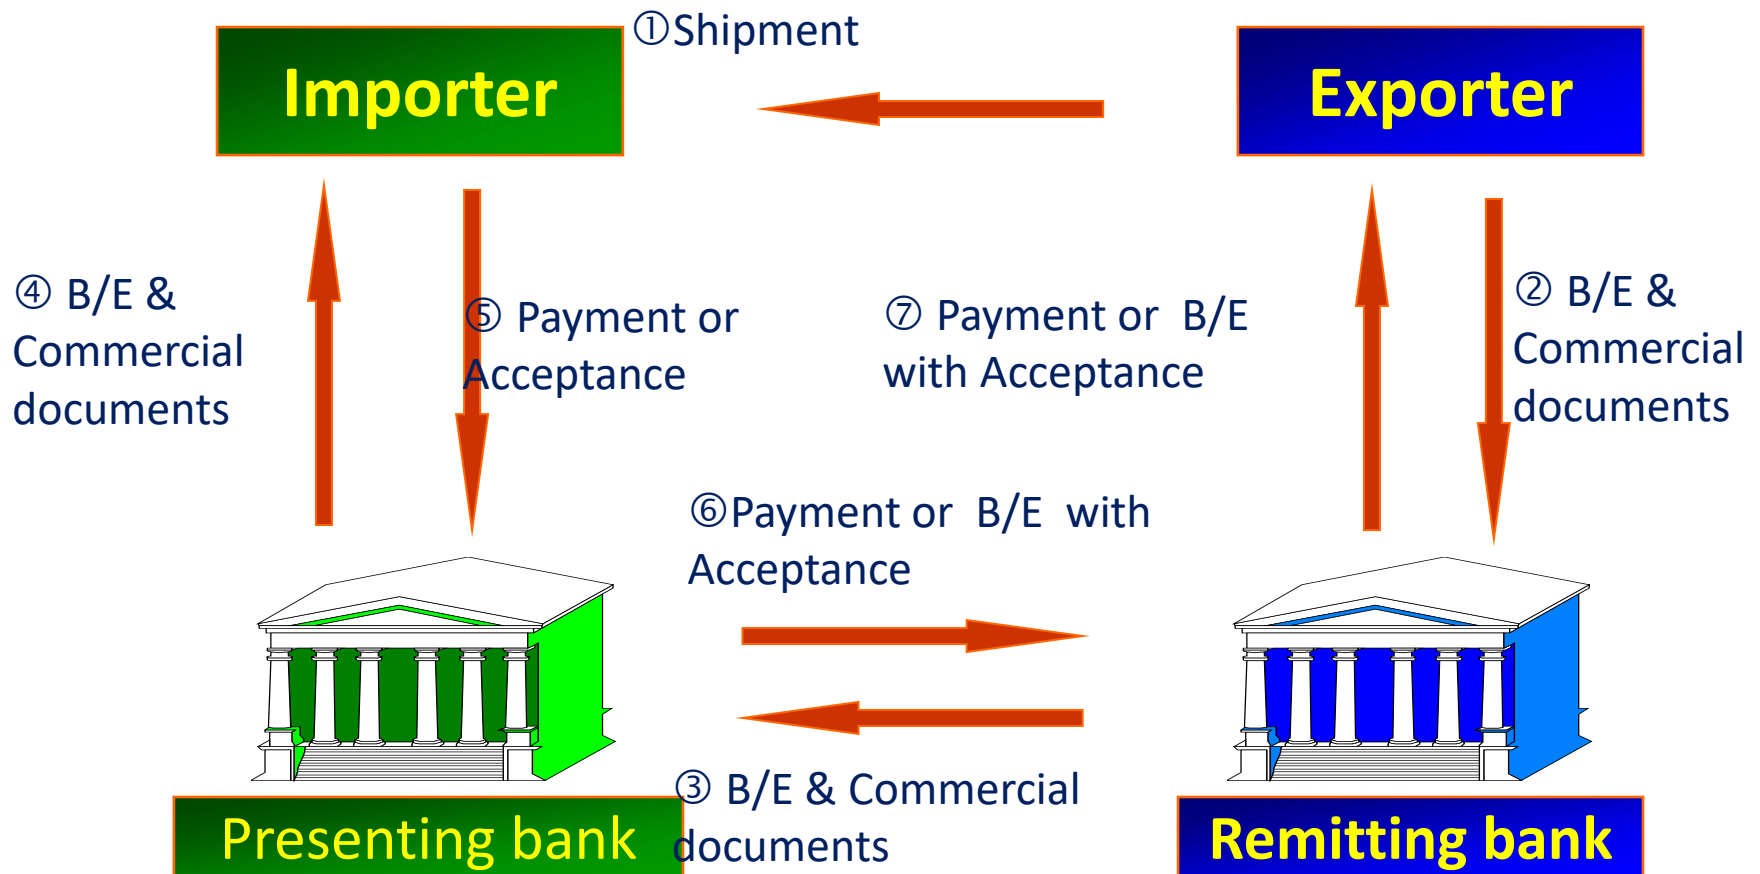 ①Shipment
Importer
Exporter
④ B/E &
Commercial
documents
⑤ Payment or
Acceptance
⑦ Payment or B/E
with Acceptance
② B/E &
Commercial
documents
⑥Payment or B/E with
Acceptance
③ B/E & Commercial
documents
Presenting bank
Remitting bank